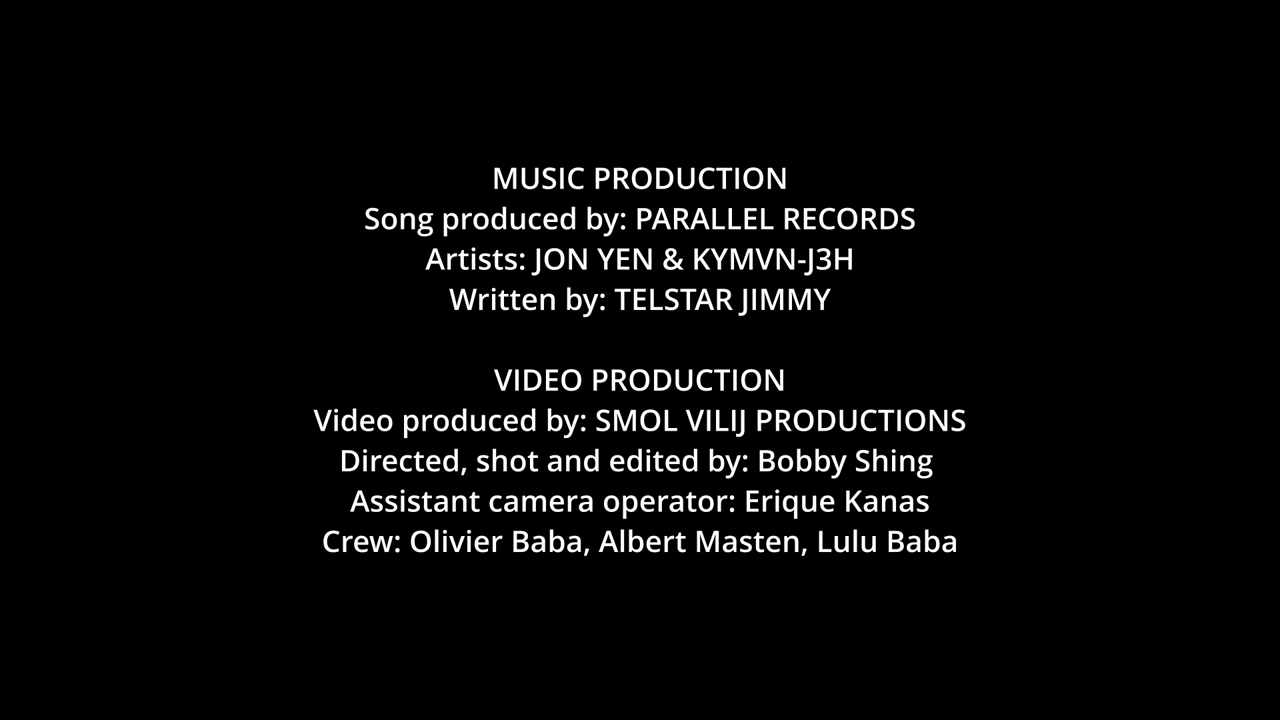 MUSIC PRODUCTION
Song produced by: PARALLEL RECORDS
Artists: JON YEN & KYMVN-J3H
Written by: TELSTAR JIMMY
VIDEO PRODUCTION
Video produced by: SMOL VILIJ PRODUCTIONS
Directed, shot and edited by: Bobby Shing
Assistant camera operator: Erique Kanas
Crew: Olivier Baba, Albert Masten, Lulu Baba